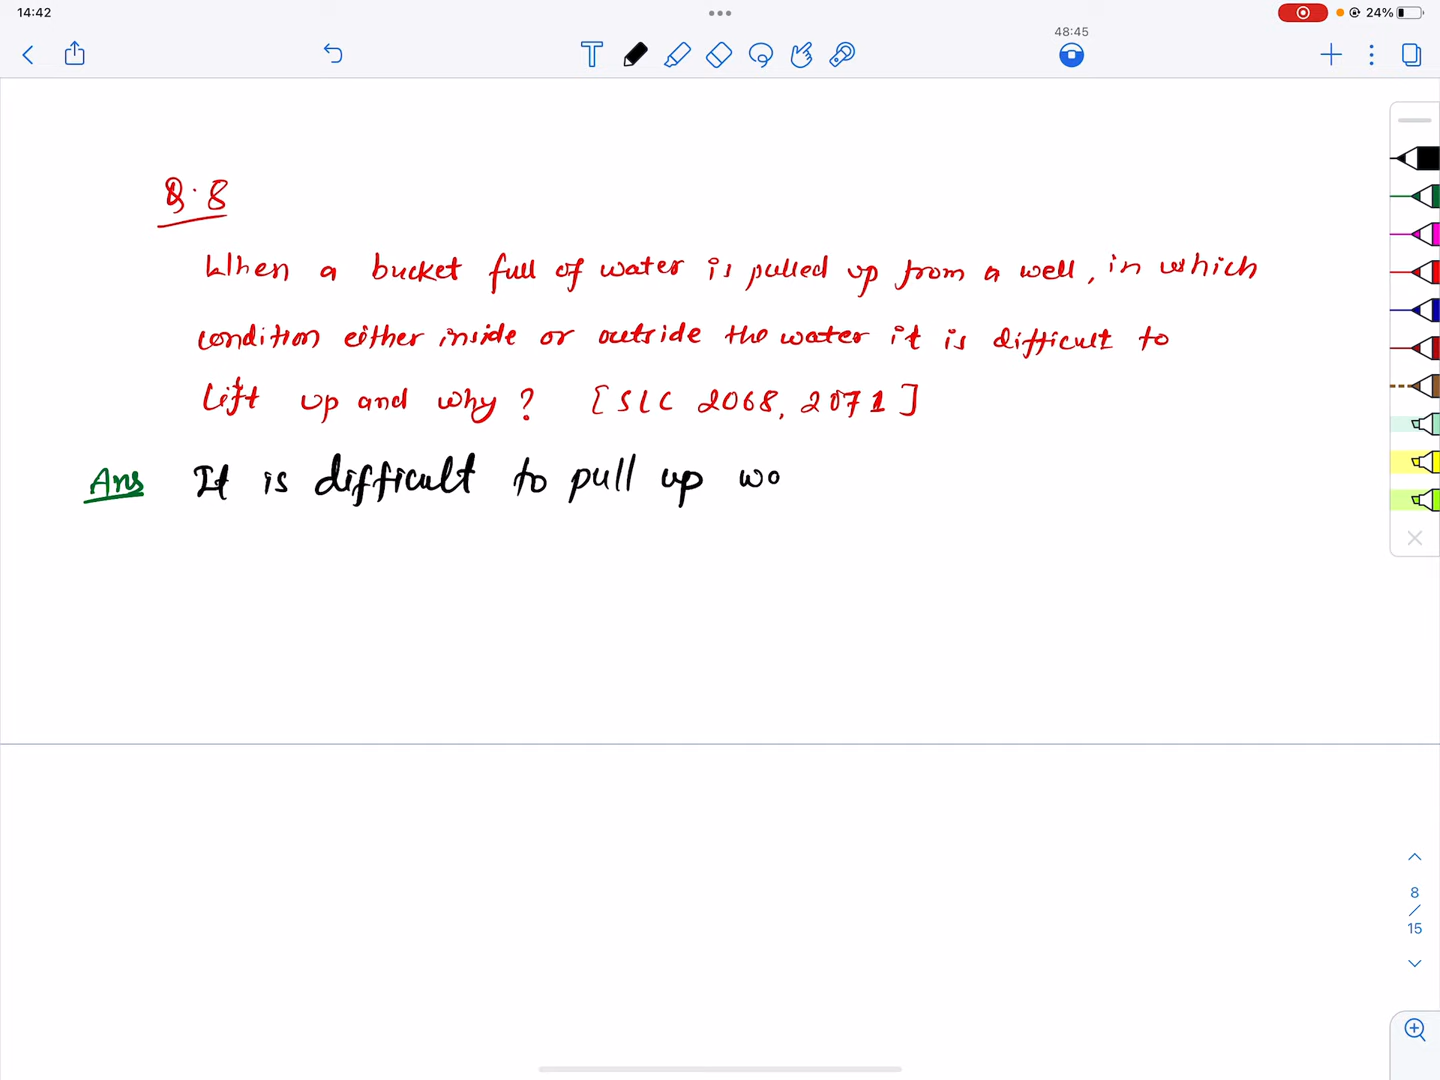 14:42
24%
48:45
Q.8
When a bucket full of water is pulled up from a well, in which
condition either inside or outside the water it is difficult to
lift up and why? [SLC 2068, 2071]
Ans It is difficult to pull up wo
8
/
15